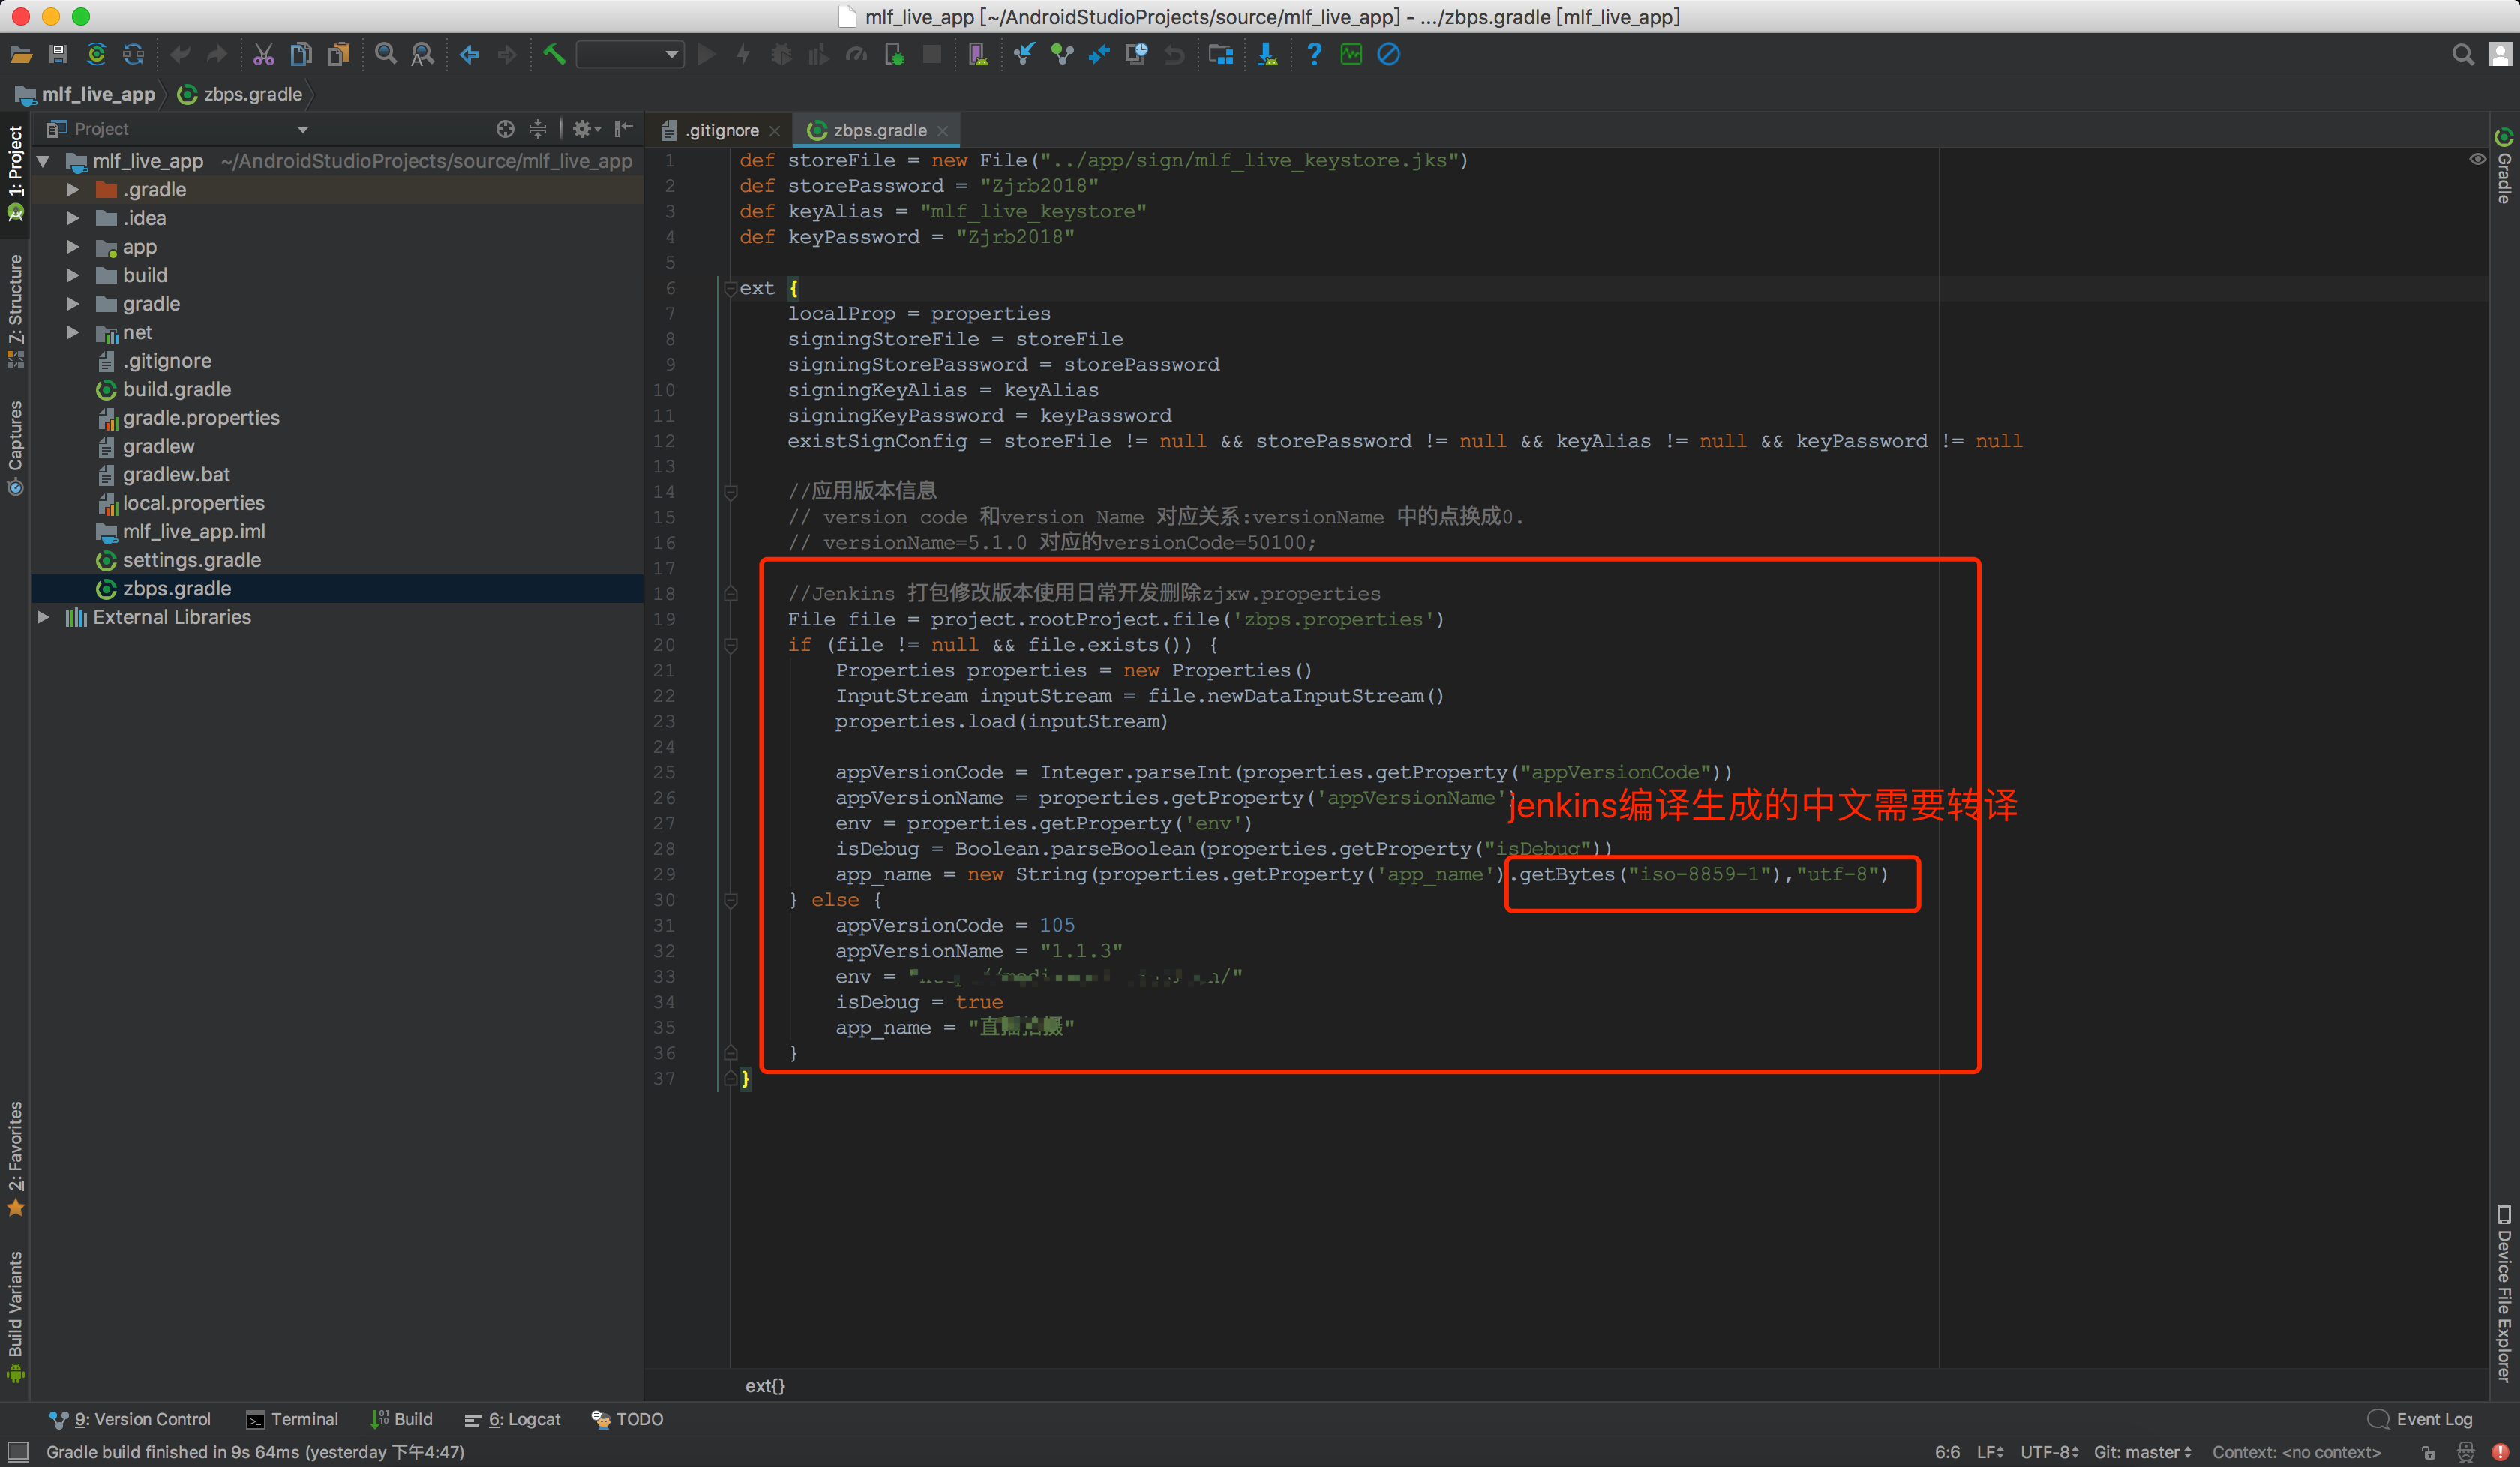 mlf_live_app [~/AndroidStudioProjects/source/mlf_live_app] - .../zbps.gradle [mlf_live_app]
mlf_live_app
zbps.gradle
1: Project
Z: Structure
Captures
2: Favorites
Build Variants
Project
mlf_live_app ~/AndroidStudioProjects/source/mlf_live_app
.gradle
.idea
app
build
gradle
net
.gitignore
build.gradle
gradle.properties
gradlew
gradlew.bat
local.properties
mlf_live_app.iml
settings.gradle
zbps.gradle
External Libraries
.gitignore
zbps.gradle
1 def storeFile = new File("../app/sign/mlf_live_keystore.jks")
2 def storePassword = "Zjrb2018"
3 def keyAlias = "mlf_live_keystore"
4 def keyPassword = "Zjrb2018"
5
6 ext {
7 localProp = properties
8 signingStoreFile = storeFile
9 signingStorePassword = storePassword
10 signingKeyAlias = keyAlias
11 signingKeyPassword = keyPassword
12 existSignConfig = storeFile != null && storePassword != null && keyAlias != null && keyPassword != null
13
14 //应用版本信息
15 // version code 和version Name 对应关系:versionName 中的点换成0.
16 // versionName=5.1.0 对应的versionCode=50100;
17
18 //Jenkins 打包修改版本使用日常开发删除zjxw.properties
19 File file = project.rootProject.file('zbps.properties')
20 if (file != null && file.exists()) {
21 Properties properties = new Properties()
22 InputStream inputStream = file.newDataInputStream()
23 properties.load(inputStream)
24
25 appVersionCode = Integer.parseInt(properties.getProperty("appVersionCode"))
26 appVersionName = properties.getProperty('appVersionName')
jenkins编译生成的中文需要转译
27 env = properties.getProperty('env')
28 isDebug = Boolean.parseBoolean(properties.getProperty("isDebug"))
29 app_name = new String(properties.getProperty('app_name').getBytes("iso-8859-1"),"utf-8")
30 } else {
31 appVersionCode = 105
32 appVersionName = "1.1.3"
33 env = "
34 isDebug = true
35 app_name = "直
36 }
37 }
ext{}
Gradle
Device File Explorer
9: Version Control
Terminal
Build
6: Logcat
TODO
Event Log
Gradle build finished in 9s 64ms (yesterday 下午4:47)
6:6 LF UTF-8 Git: master Context: <no context>